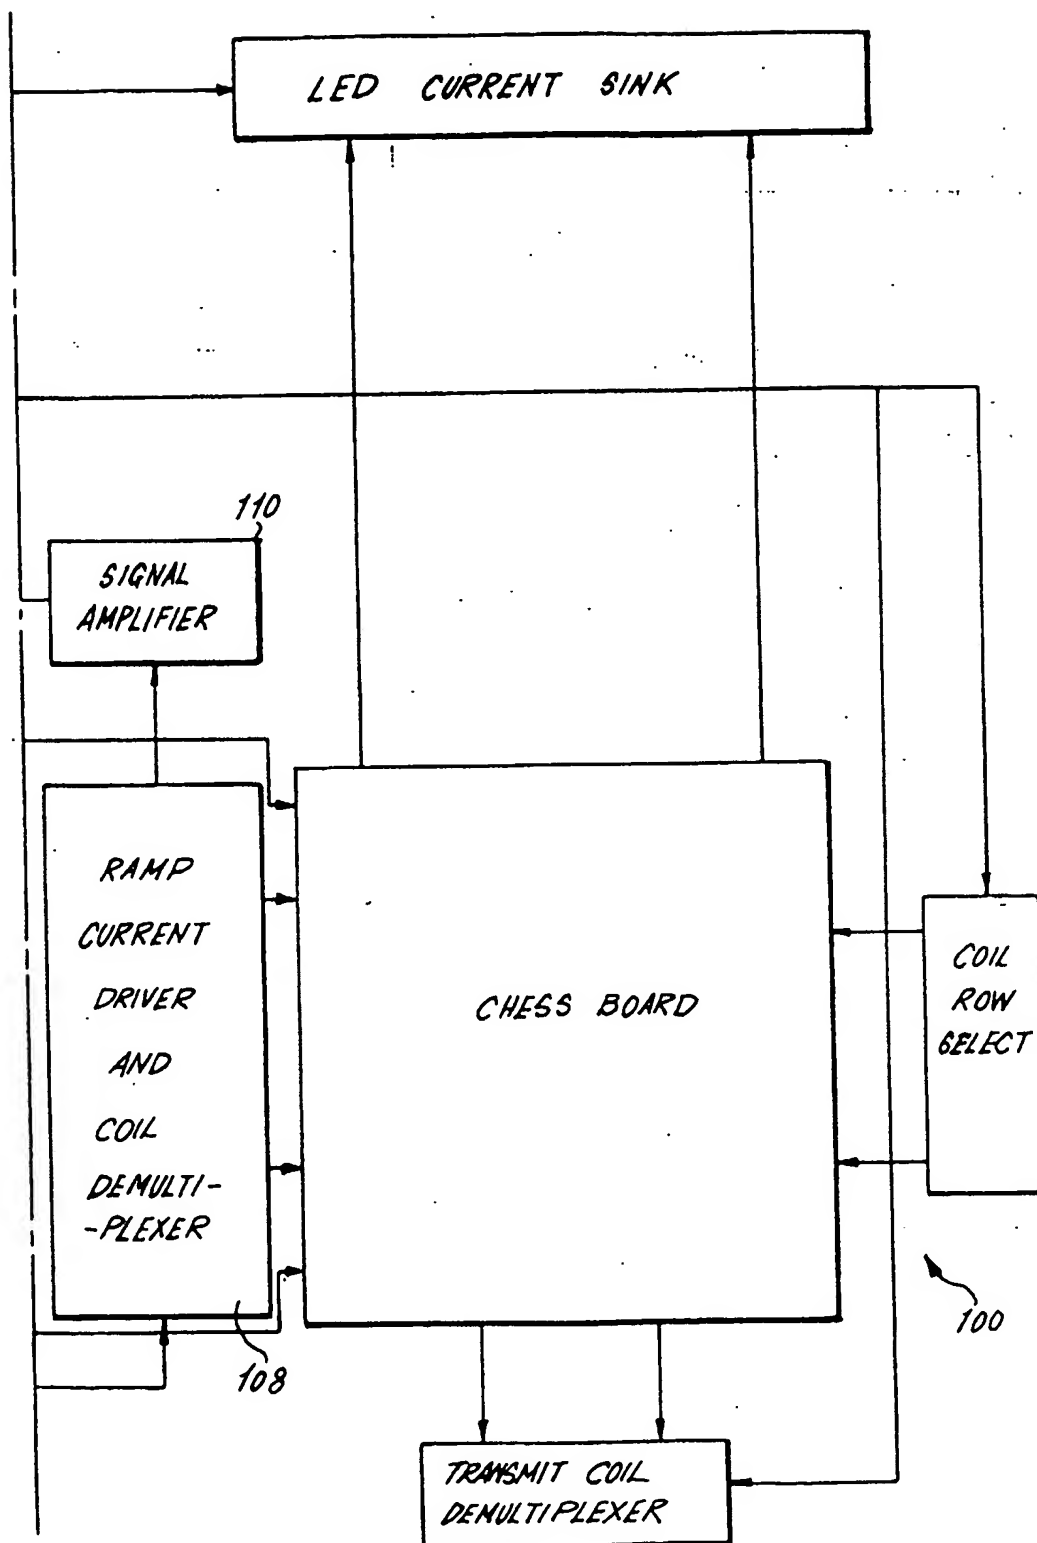 LED CURRENT SINK
110
SIGNAL
AMPLIFIER
RAMP
CURRENT
DRIVER
AND
COIL
DEMULTI-
-PLEXER
CHESS BOARD
COIL
ROW
SELECT
100
108
TRANSMIT COIL
DEMULTIPLEXER